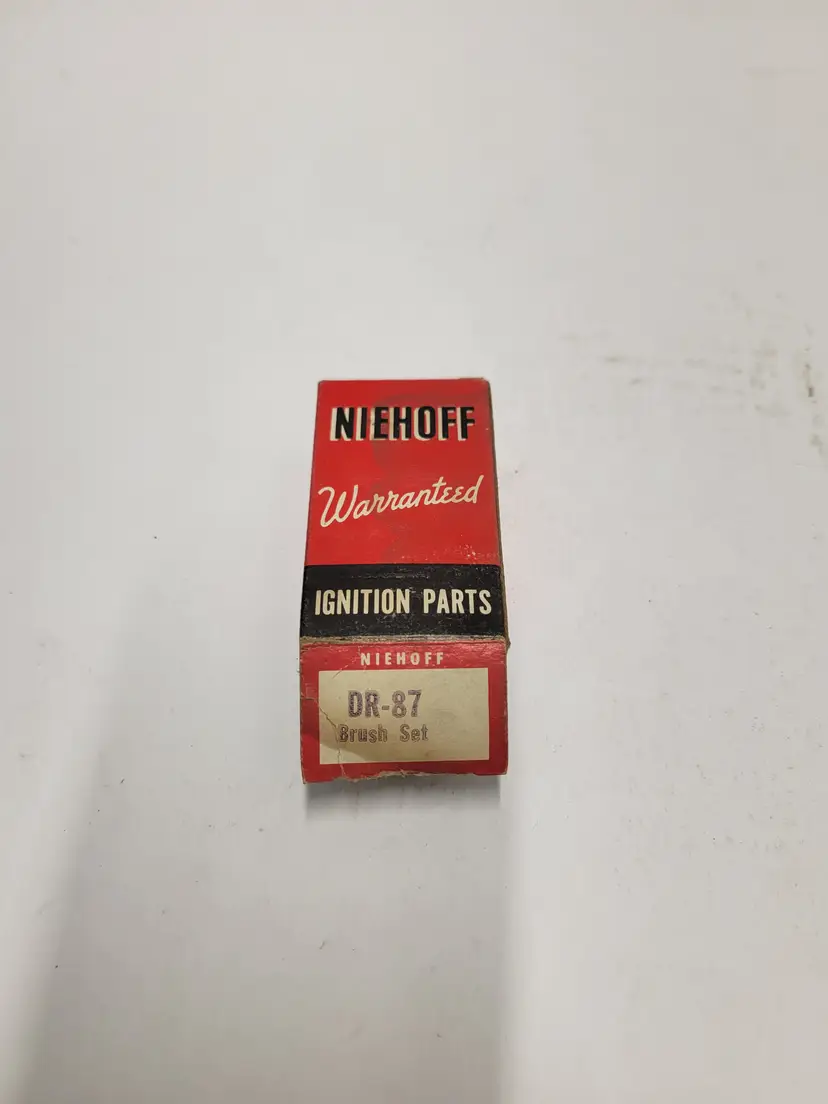 NIEHOFF
Warranteed
IGNITION PARTS
NIEHOFF
DR-87
Brush Set